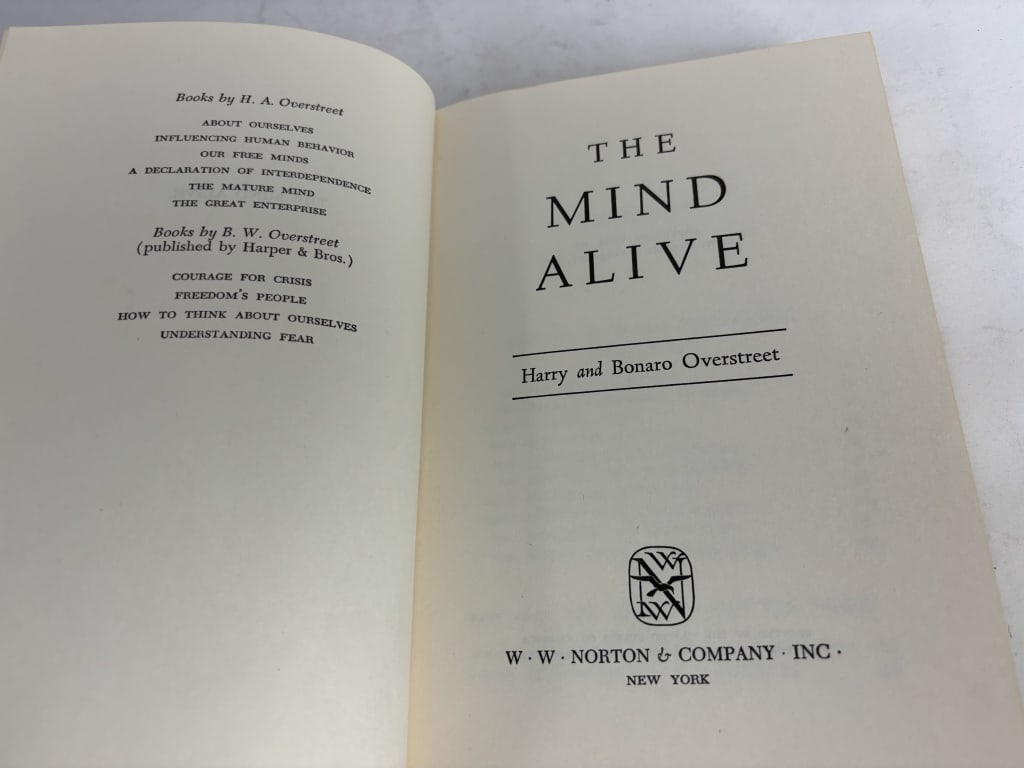 Books by H. A. Overstreet
ABOUT OURSELVES
INFLUENCING HUMAN BEHAVIOR
OUR FREE MINDS
A DECLARATION OF INTERDEPENDENCE
THE MATURE MIND
THE GREAT ENTERPRISE
Books by B. W. Overstreet
(published by Harper & Bros.)
COURAGE FOR CRISIS
FREEDOM'S PEOPLE
HOW TO THINK ABOUT OURSELVES
UNDERSTANDING FEAR
THE
MIND
ALIVE
Harry and Bonaro Overstreet
WW
N
NW
W · W · NORTON & COMPANY · INC ·
NEW YORK